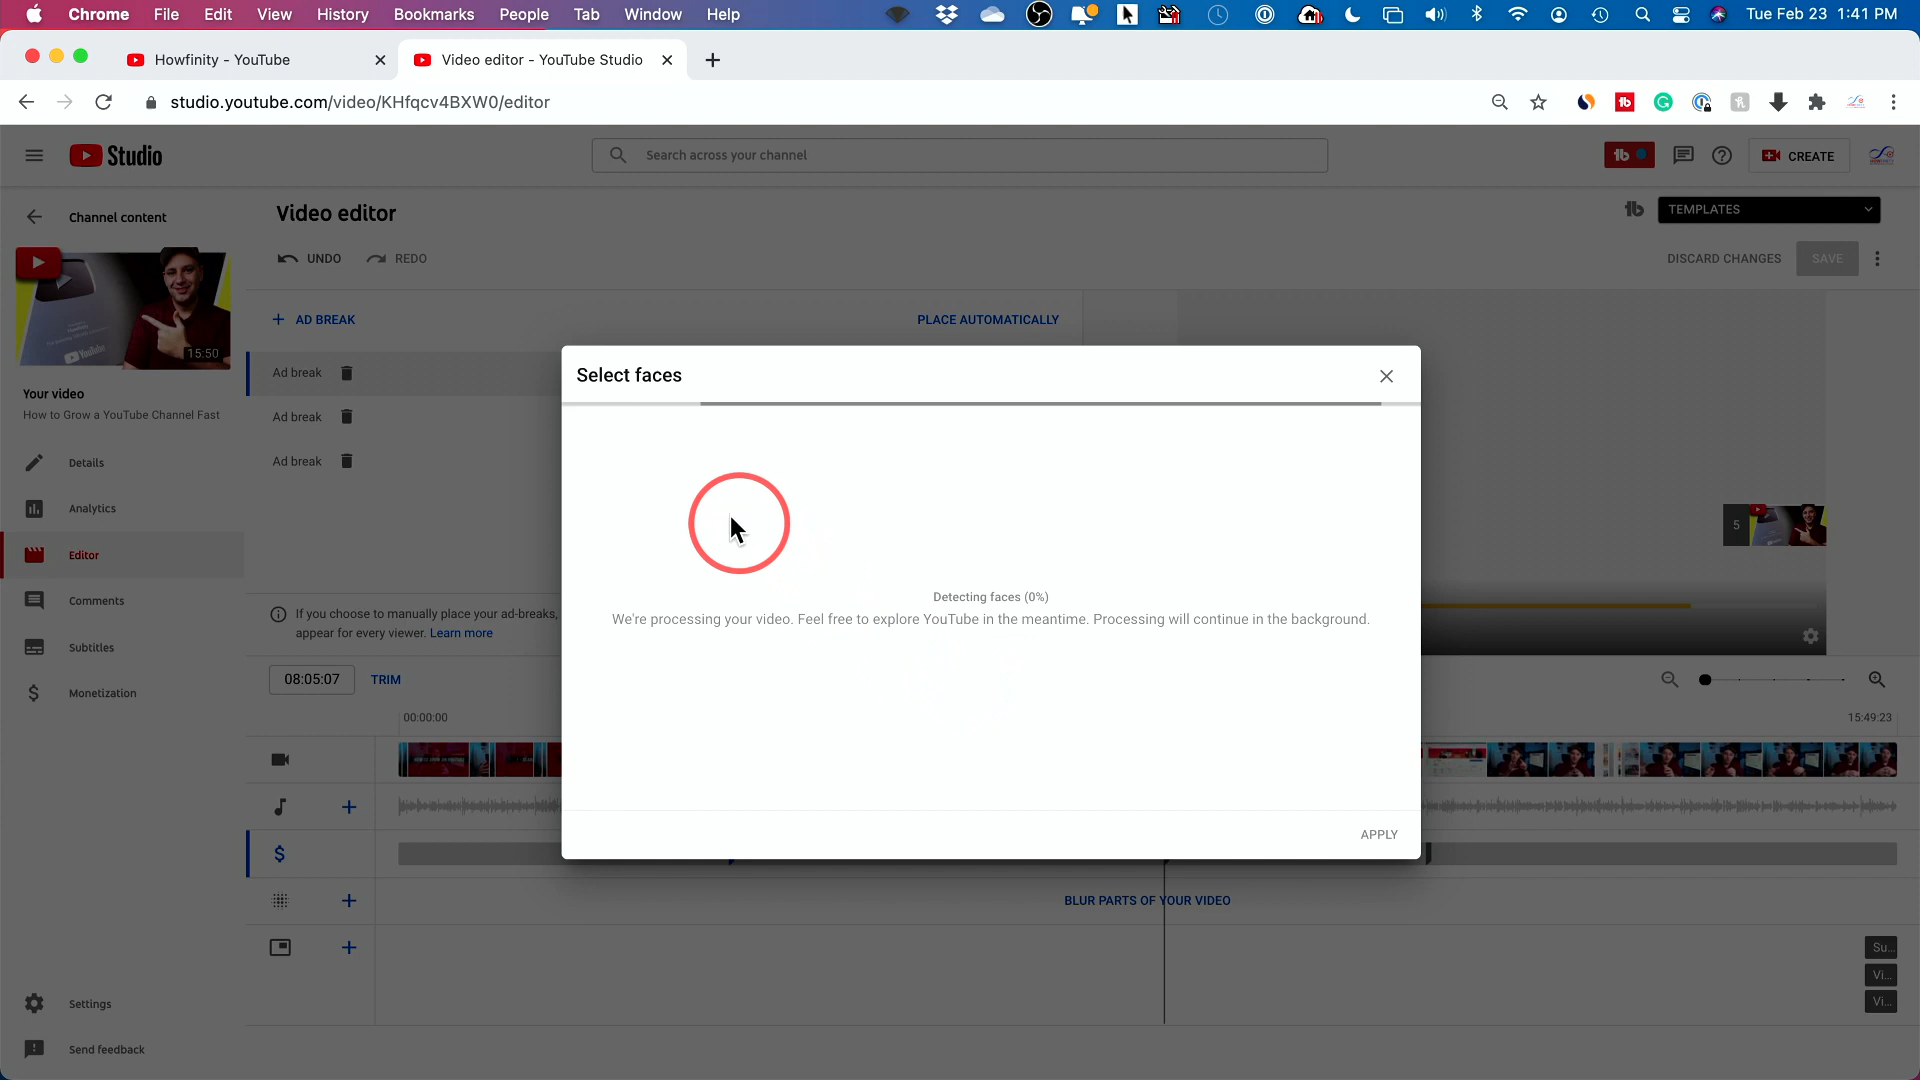 Chrome File Edit View History Bookmarks People Tab Window Help Tue Feb 23 1:41 PM
Howfinity - YouTube
Video editor - YouTube Studio
studio.youtube.com/video/KHfqcv4BXW0/editor
Studio
Search across your channel
CREATE
Channel content
Video editor
TEMPLATES
UNDO REDO
DISCARD CHANGES
SAVE
15:50
YouTube
AD BREAK
PLACE AUTOMATICALLY
Ad break
Ad break
Ad break
Your video
How to Grow a YouTube Channel Fast
Details
Analytics
Editor
Comments
Subtitles
Monetization
Settings
Send feedback
Select faces
Detecting faces (0%)
We're processing your video. Feel free to explore YouTube in the meantime. Processing will continue in the background.
APPLY
5
If you choose to manually place your ad-breaks,
appear for every viewer. Learn more
08:05:07
TRIM
00:00:00
15:49:23
BLUR PARTS OF YOUR VIDEO
Su...
Vi...
Vi...